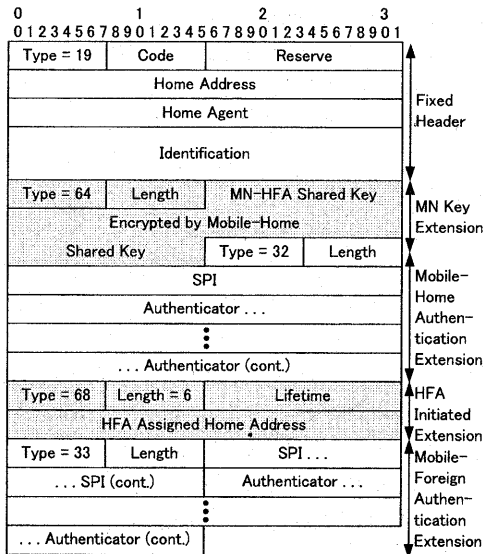 0 1 2 3
0 1 2 3 4 5 6 7 8 9 0 1 2 3 4 5 6 7 8 9 0 1 2 3 4 5 6 7 8 9 0 1
Type = 19 Code Reserve
Home Address
Home Agent
Identification
Fixed
Header
Type = 64 Length MN-HFA Shared Key
Encrypted by Mobile-Home
Shared Key Type = 32 Length
MN Key
Extension
SPI
Authenticator . . .
... Authenticator (cont.)
Mobile-
Home
Authen-
tication
Extension
Type = 68 Length = 6 Lifetime
HFA Assigned Home Address
HFA
Initiated
Extension
Type = 33 Length SPI . . .
. . . SPI (cont.) Authenticator . . .
... Authenticator (cont.)
Mobile-
Foreign
Authen-
tication
Extension